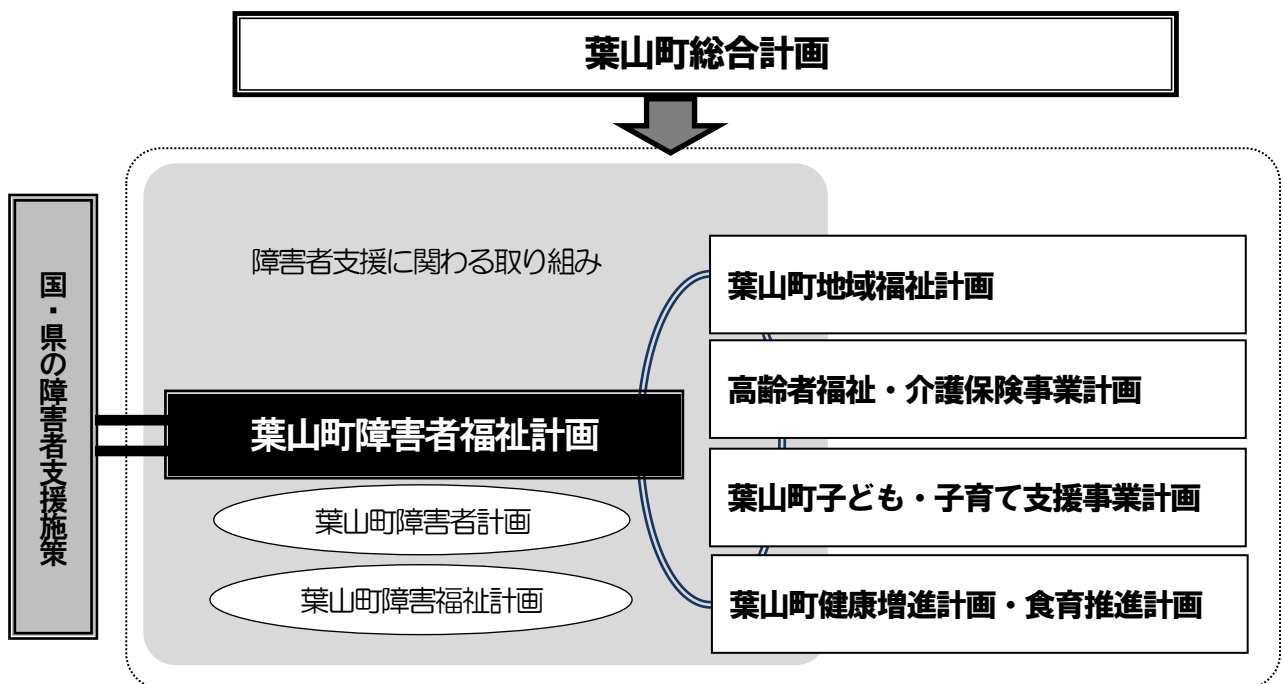 葉山町総合計画
国・県の障害者支援施策
障害者支援に関わる取り組み
葉山町障害者福祉計画
葉山町障害者計画
葉山町障害福祉計画
葉山町地域福祉計画
高齢者福祉・介護保険事業計画
葉山町子ども・子育て支援事業計画
葉山町健康増進計画・食育推進計画